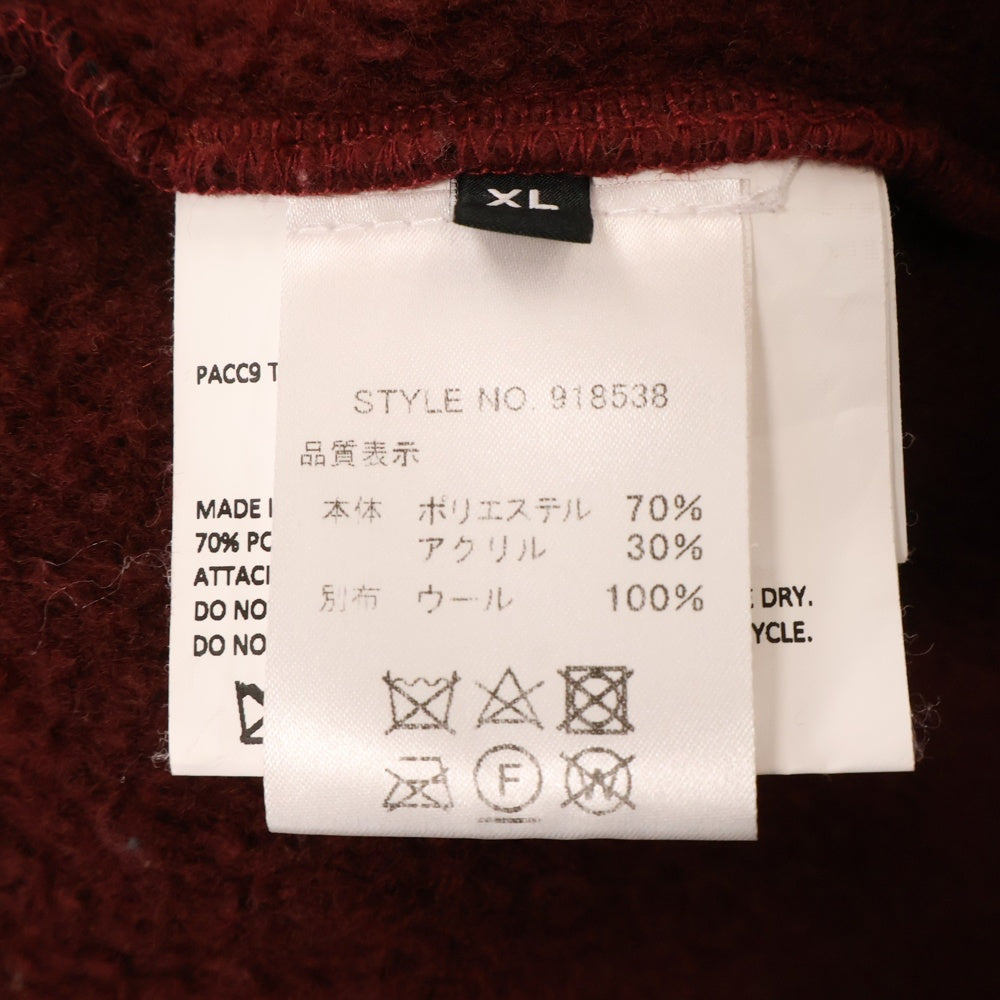 XL
PACC9 T
STYLE NO. 918538
品質表示
本体 ポリエステル 70%
アクリル 30%
別布 ウール 100%
MADE
70% PO
ATTAC
DO NO
DO NO
DRY.
YCLE.
F
W